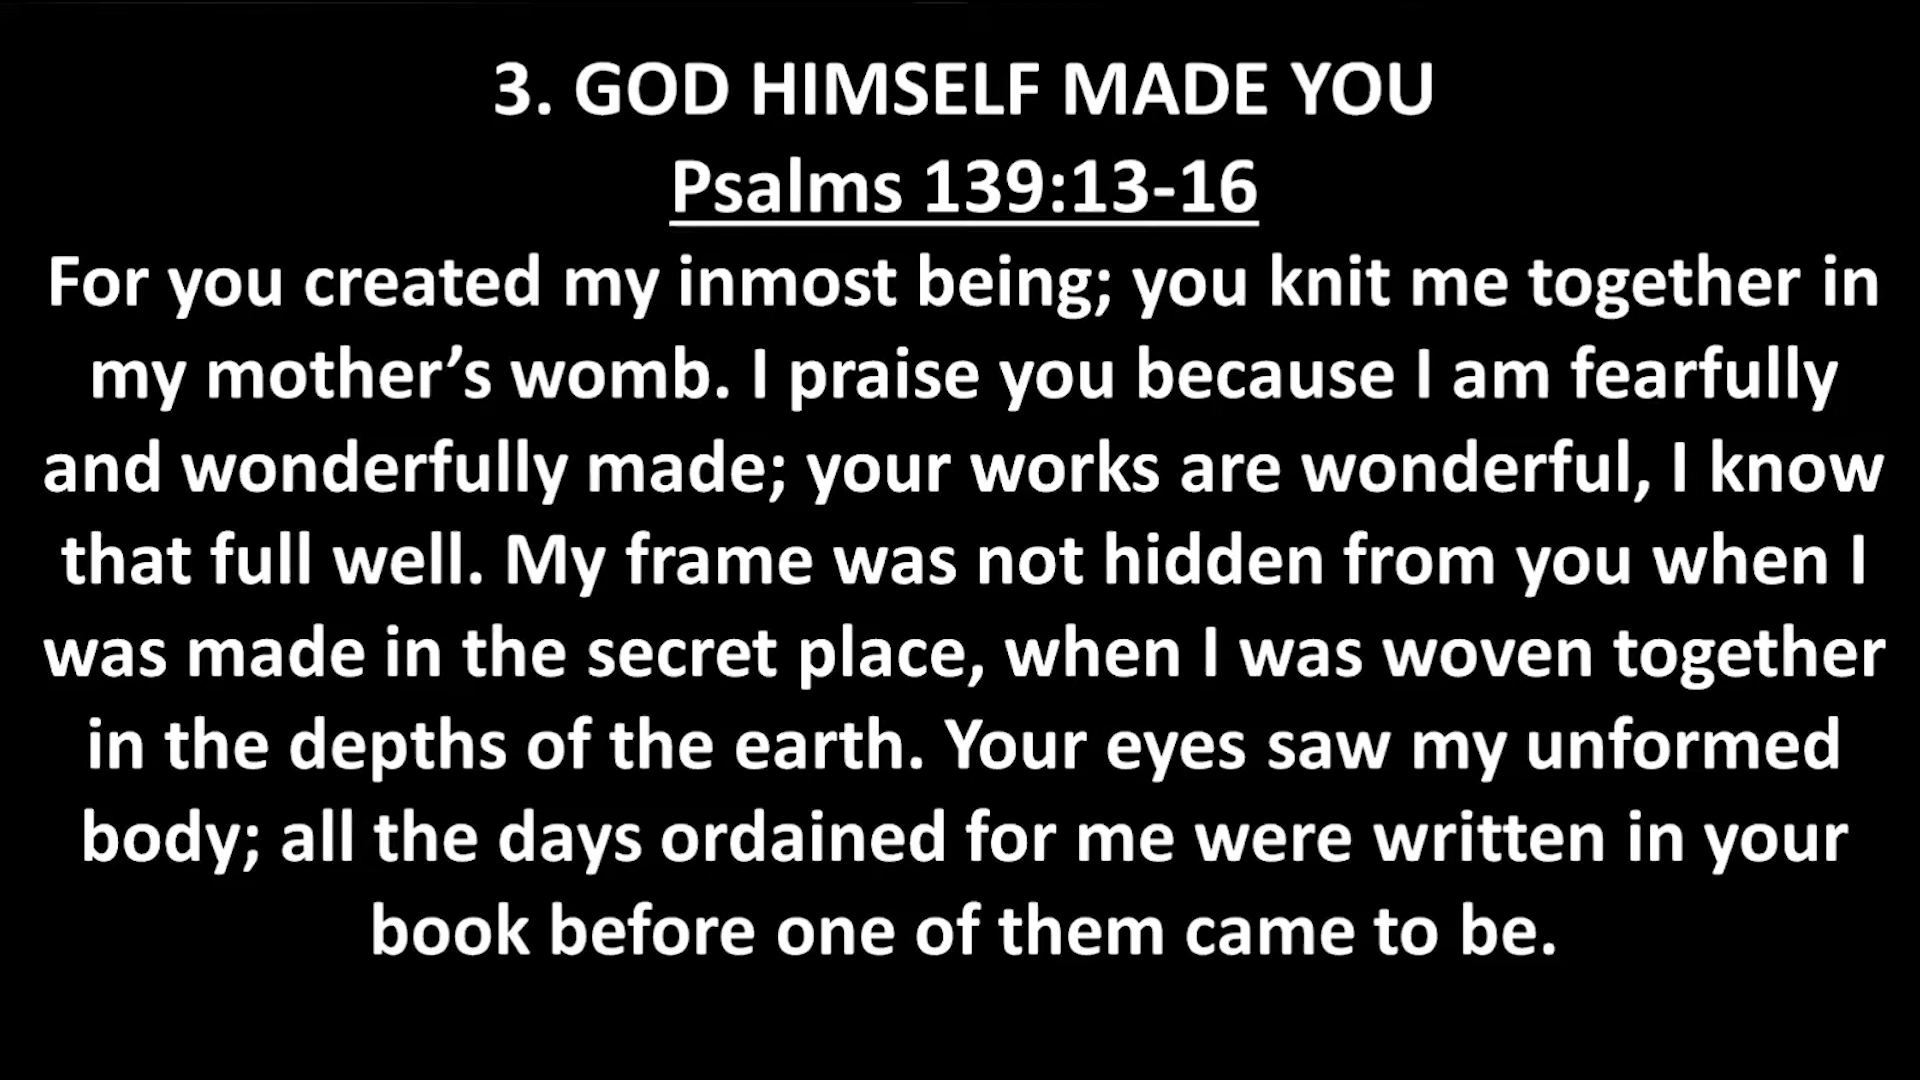 3. GOD HIMSELF MADE YOU
Psalms 139:13-16
For you created my inmost being; you knit me together in
my mother’s womb. I praise you because I am fearfully
and wonderfully made; your works are wonderful, I know
that full well. My frame was not hidden from you when I
was made in the secret place, when I was woven together
in the depths of the earth. Your eyes saw my unformed
body; all the days ordained for me were written in your
book before one of them came to be.